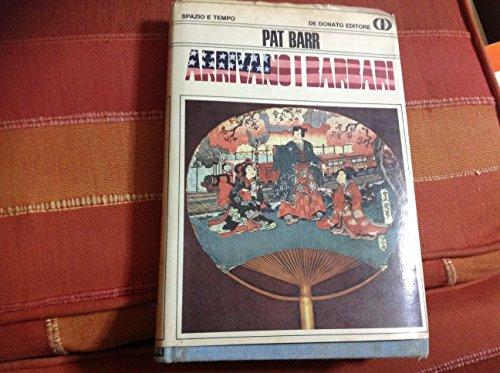 SPAZIO E TEMPO DE DONATO EDITORE
PAT BARR
ARRIVANO I BARBARI